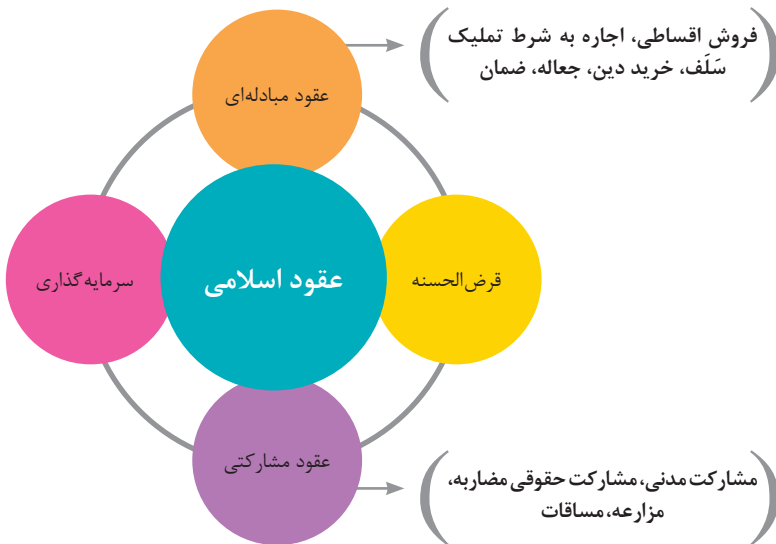 فروش اقساطی، اجاره به شرط تملیک
سَلَف، خرید دین، جعاله، ضمان
عقود مبادله‌ای
قرض‌الحسنه
عقود اسلامی
سرمایه‌گذاری
عقود مشارکتی
مشارکت مدنی، مشارکت حقوقی مضاربه،
مزارعه، مساقات